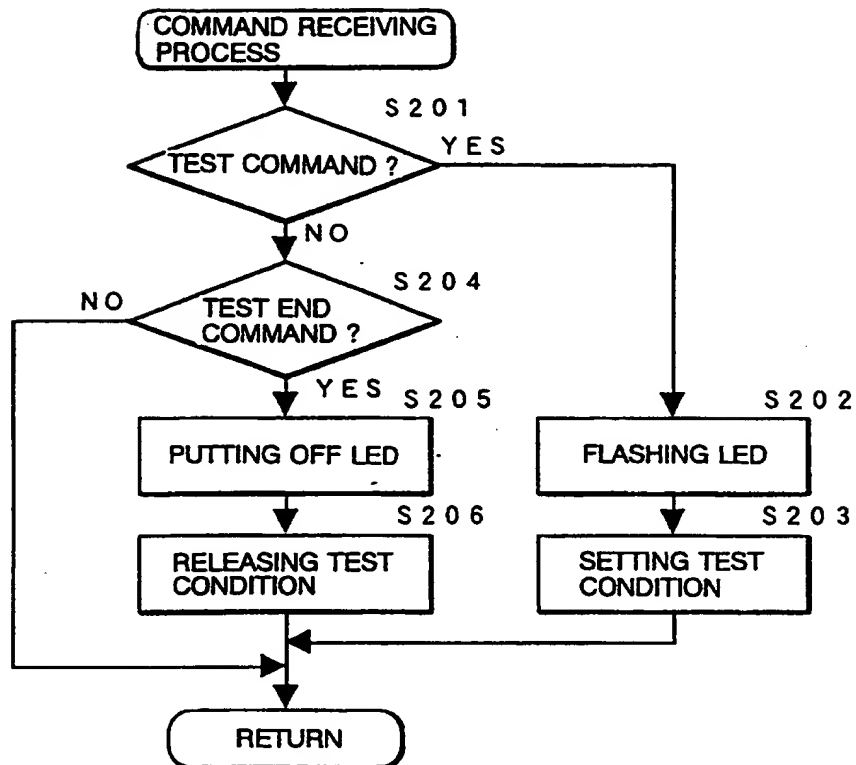 COMMAND RECEIVING
PROCESS
S201
TEST COMMAND ?
YES
NO
S204
NO
TEST END
COMMAND ?
YES
S205
S202
PUTTING OFF LED
FLASHING LED
S206
S203
RELEASING TEST
CONDITION
SETTING TEST
CONDITION
RETURN